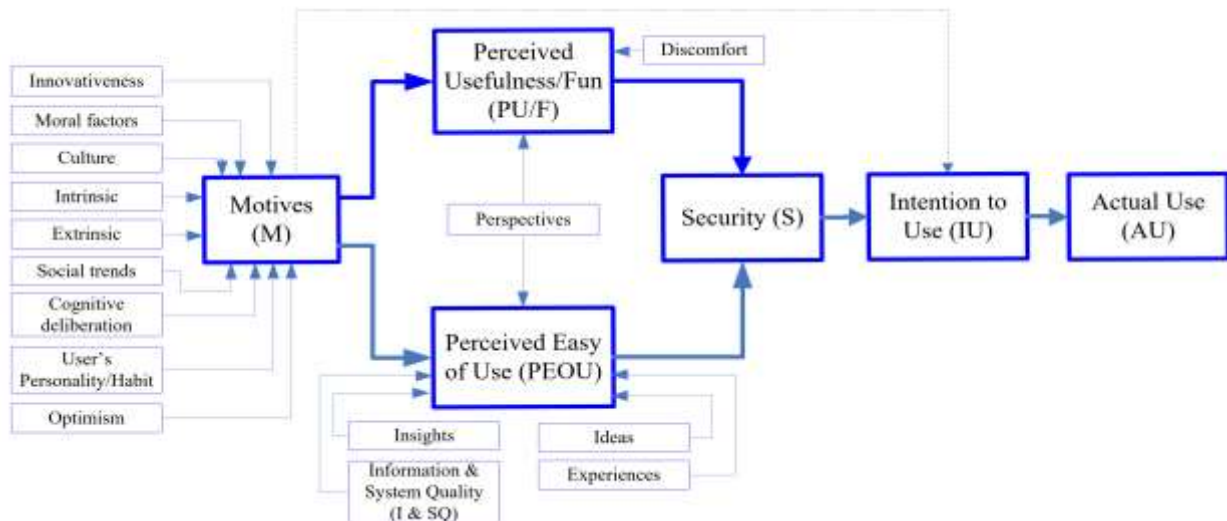 Innovativeness
Moral factors
Culture
Intrinsic
Extrinsic
Social trends
Cognitive
deliberation
User's
Personality/Habit
Optimism
Motives
(M)
Perceived
Usefulness/Fun
(PU/F)
Discomfort
Perspectives
Perceived Easy
of Use (PEOU)
Insights
Information &
System Quality
(I & SQ)
Ideas
Experiences
Security (S)
Intention to
Use (IU)
Actual Use
(AU)